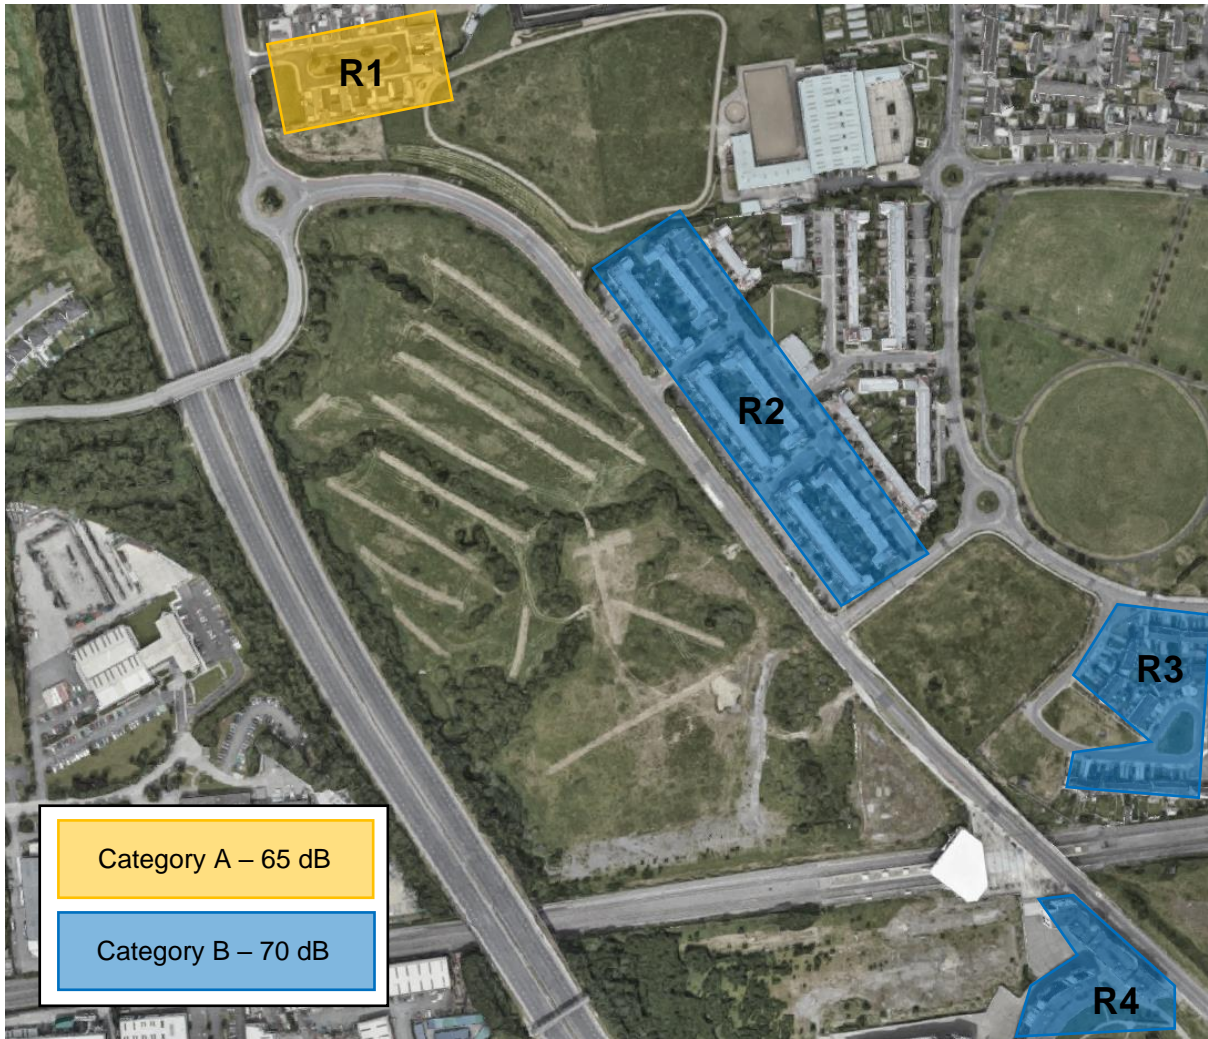 R1
R2
R3
R4
Category A – 65 dB
Category B – 70 dB